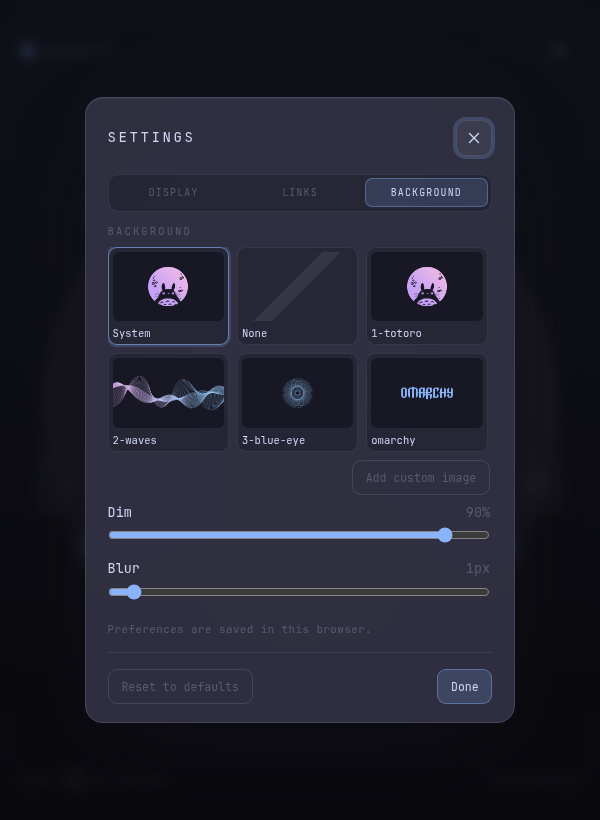 SETTINGS
DISPLAY LINKS BACKGROUND
BACKGROUND
System None 1-totoro
OMARCHY
2-waves 3-blue-eye omarchy
Add custom image
Dim 90%
Blur 1px
Preferences are saved in this browser.
Reset to defaults Done